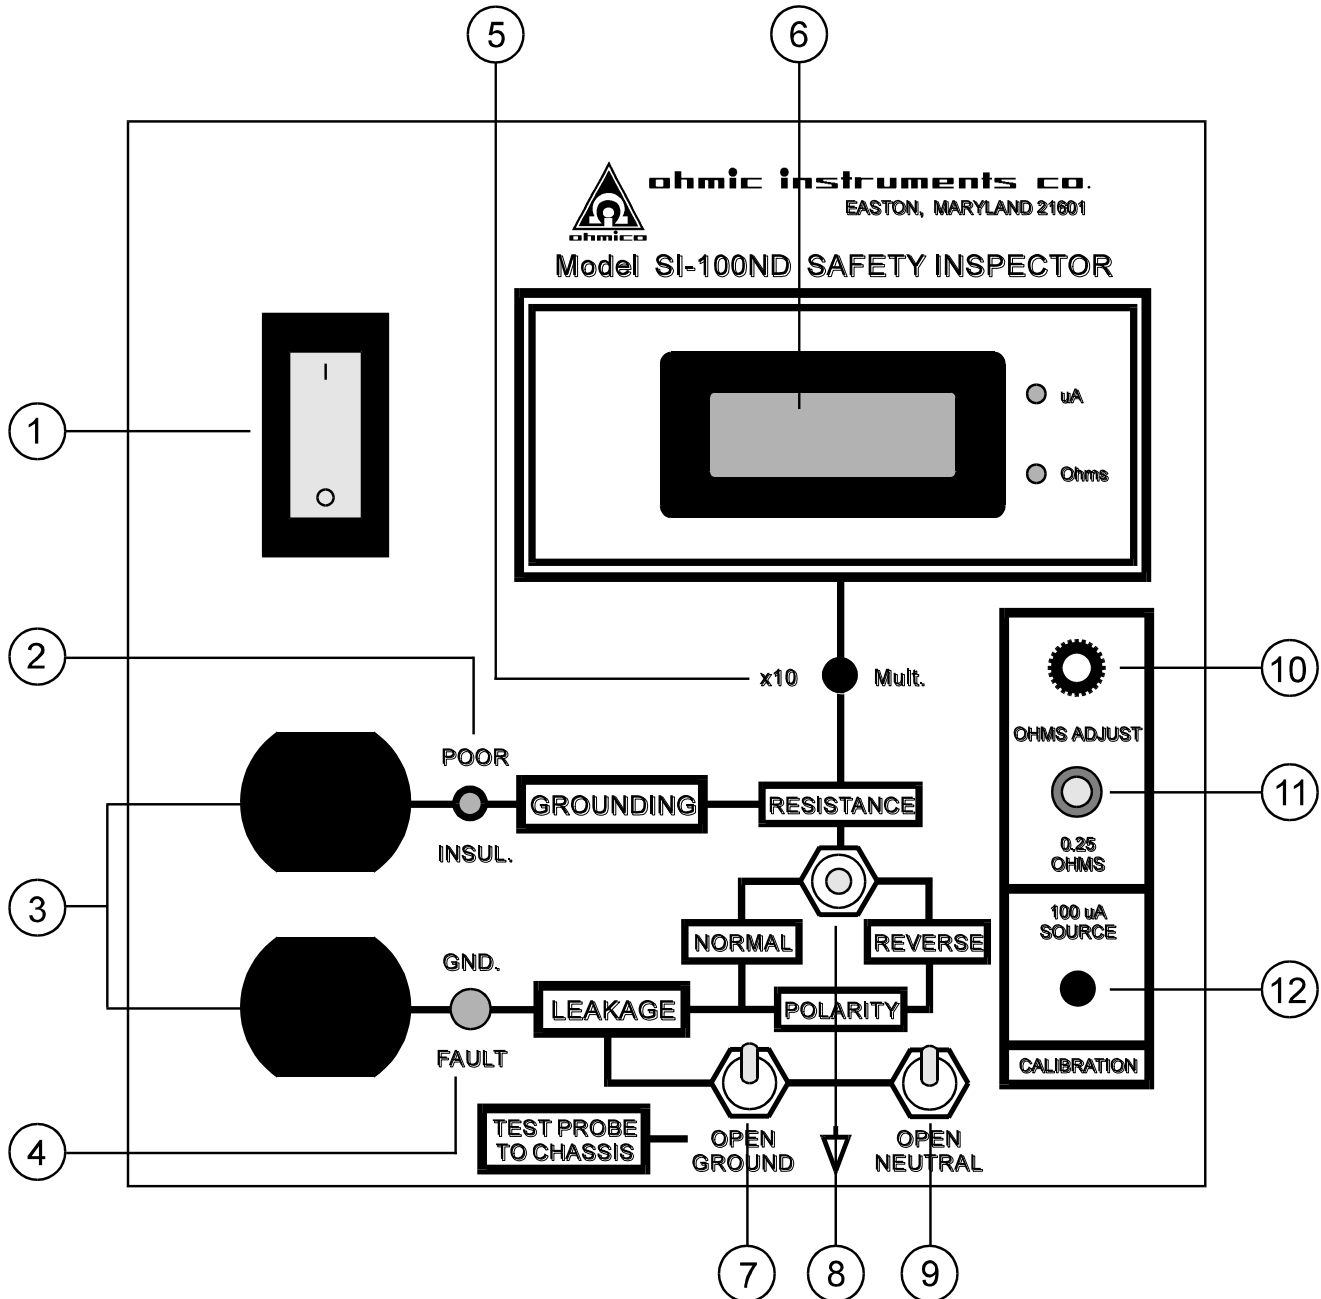 5
6
ohmic instruments co.
EASTON, MARYLAND 21601
ohmico
Model SI-100ND SAFETY INSPECTOR
I
O
uA
Ohms
1
2
x10
Mult.
10
OHMS ADJUST
POOR
GROUNDING
RESISTANCE
INSUL.
11
0.25
OHMS
3
100 uA
SOURCE
NORMAL
REVERSE
GND.
12
LEAKAGE
POLARITY
FAULT
CALIBRATION
4
TEST PROBE
TO CHASSIS
OPEN
GROUND
OPEN
NEUTRAL
7
8
9